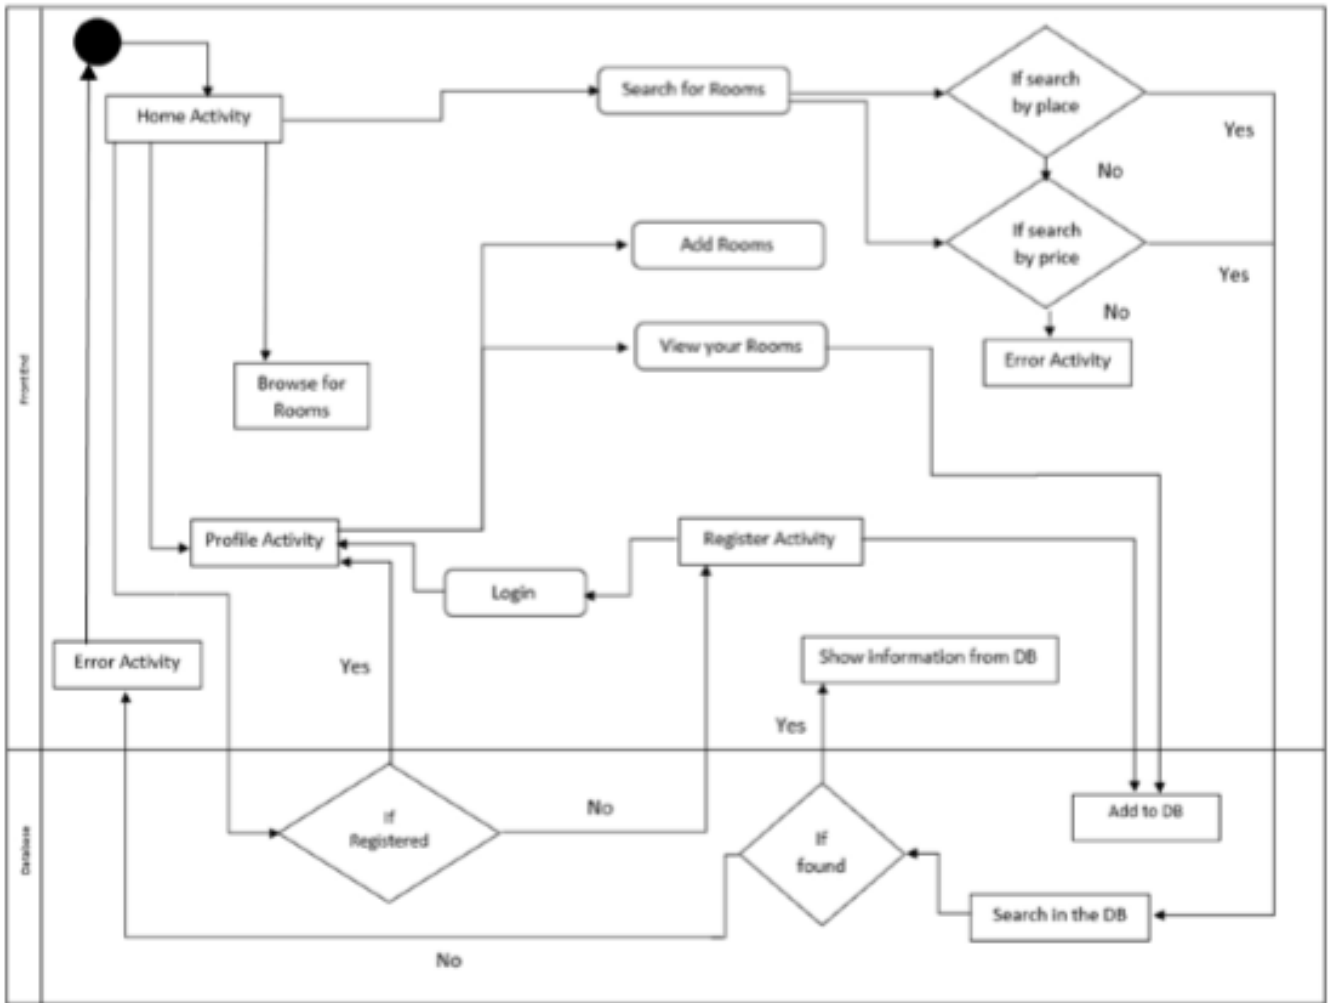 Home Activity
Search for Rooms
If search
by place
Yes
No
Add Rooms
If search
by price
Yes
No
View your Rooms
Error Activity
Browse for
Rooms
FrontEnd
Profile Activity
Register Activity
Login
Error Activity
Yes
Show information from DB
Yes
If
Registered
No
Add to DB
If
found
Database
Search in the DB
No